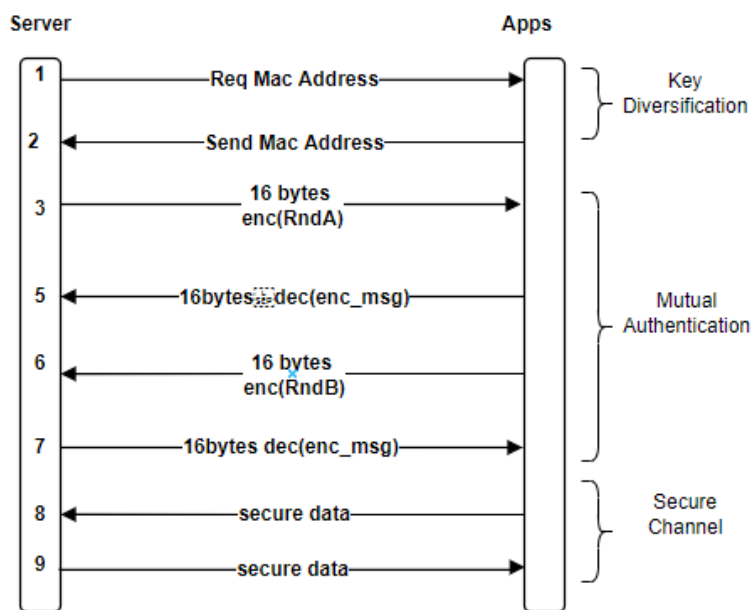 Server
Apps
1
Req Mac Address
Key
Diversification
2
Send Mac Address
3
16 bytes
enc(RndA)
5
16bytes dec(enc_msg)
Mutual
Authentication
6
16 bytes
enc(RndB)
7
16bytes dec(enc_msg)
8
secure data
Secure
Channel
9
secure data